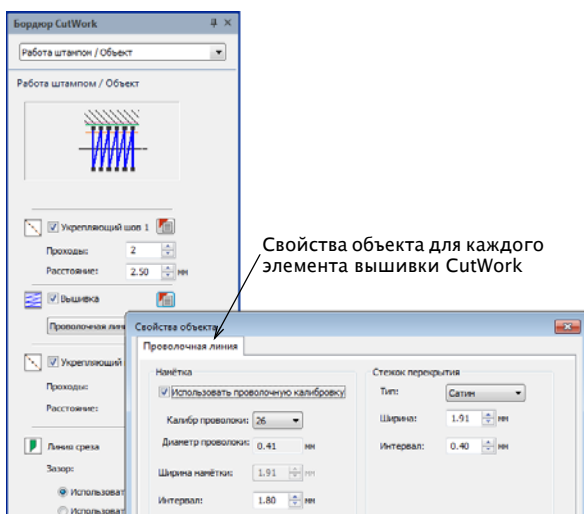 Бордюр CutWork
Работа штампом / Объект
Работа штампом / Объект
Укрепляющий шов 1
Проходы: 2
Расстояние: 2.50 мм
Свойства объекта для каждого
элемента вышивки CutWork
Вышивка
Проволочная лин
Укрепляющий
Проходы:
Расстояние:
Линия среза
Зазор:
Использоват
Использоват
Свойства объекта
Проволочная линия
Намётка
Использовать проволочную калибровку
Калибр проволоки: 26
Диаметр проволоки: 0.41 мм
Ширина намётки: 1.91 мм
Интервал: 1.80 мм
Стежок перекрытия
Тип: Сатин
Ширина: 1.91 мм
Интервал: 0.40 мм